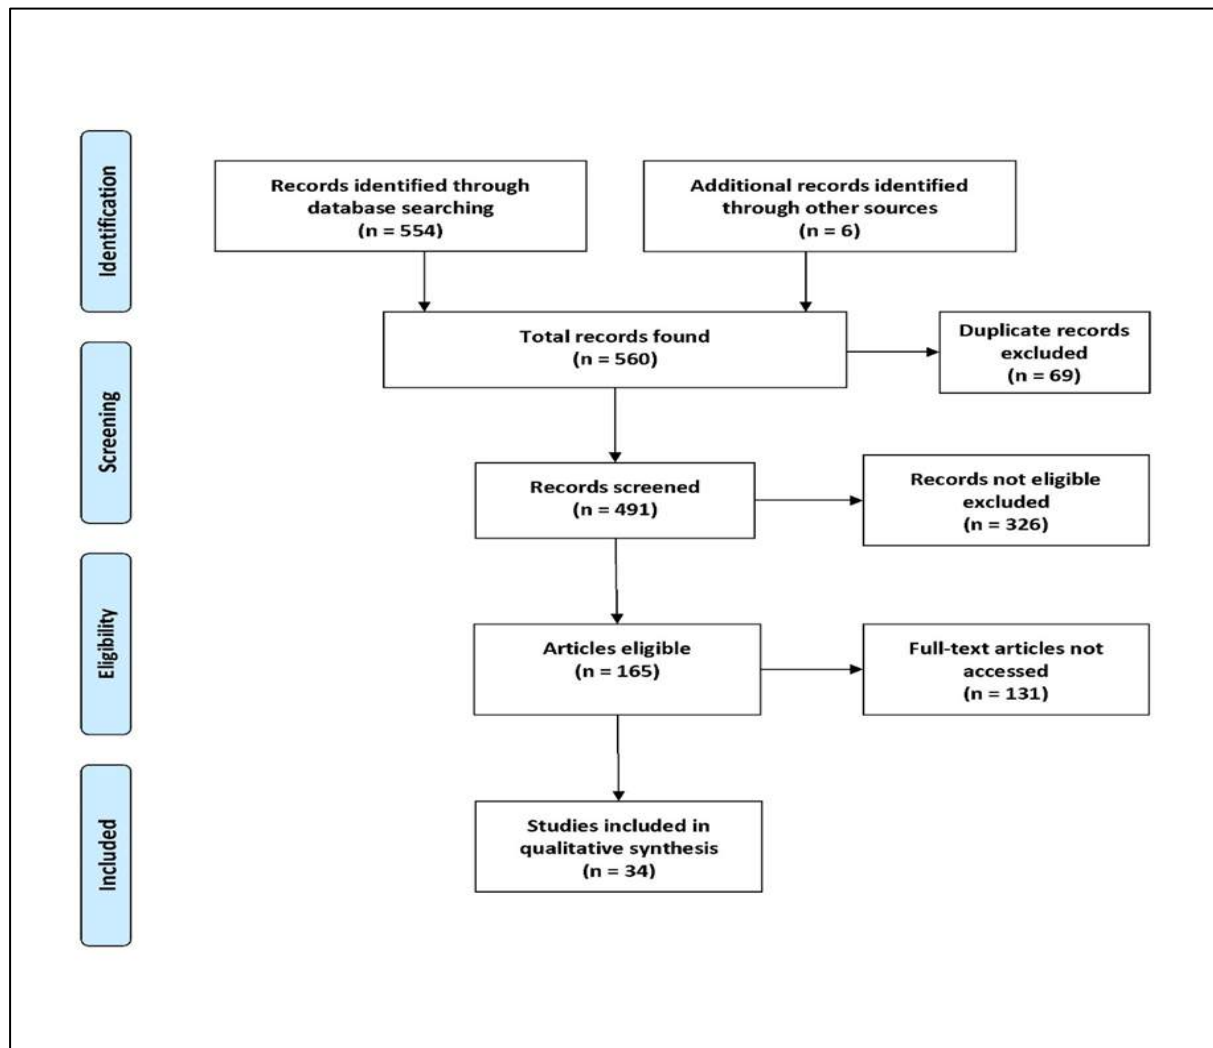 Identification
Records identified through
database searching
(n = 554)
Additional records identified
through other sources
(n = 6)
Total records found
(n = 560)
Duplicate records
excluded
(n = 69)
Screening
Records screened
(n = 491)
Records not eligible
excluded
(n = 326)
Eligibility
Articles eligible
(n = 165)
Full-text articles not
accessed
(n = 131)
Included
Studies included in
qualitative synthesis
(n = 34)